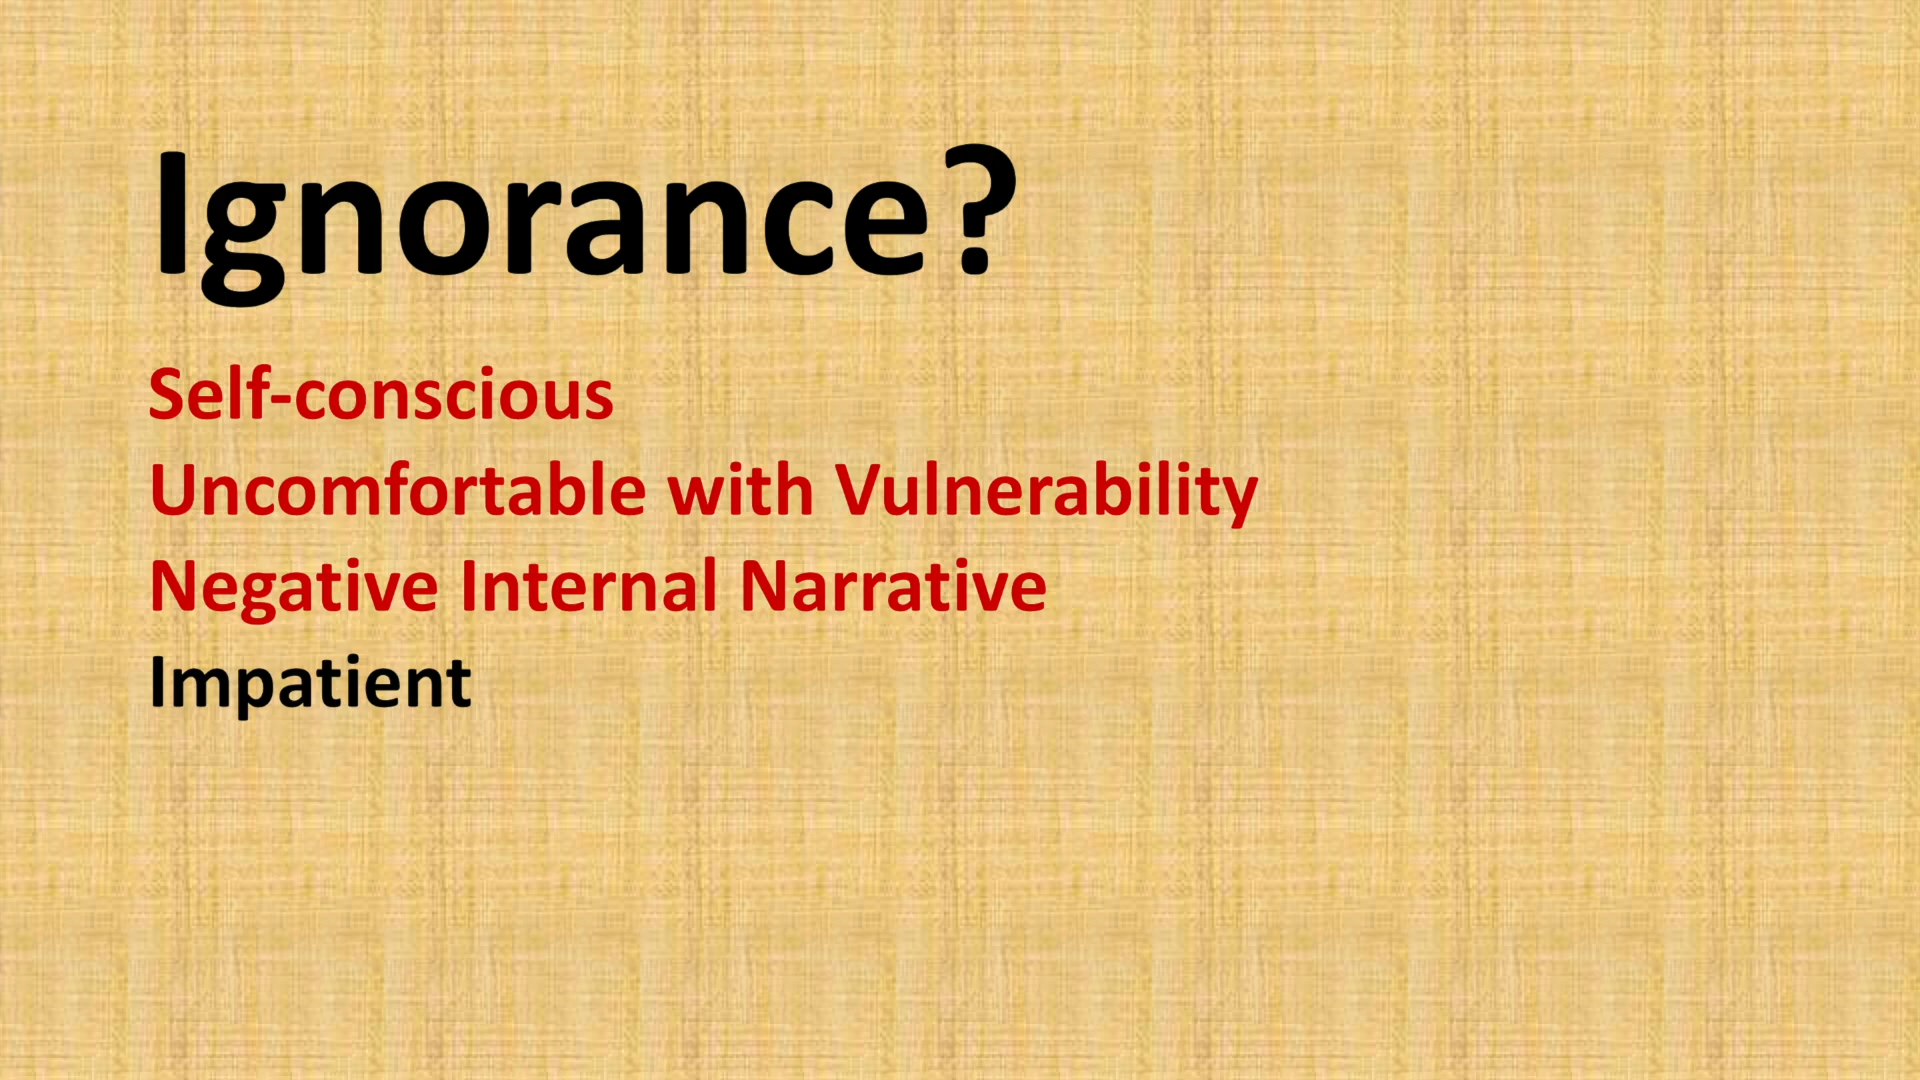 Ignorance?
Self-conscious
Uncomfortable with Vulnerability
Negative Internal Narrative
Impatient